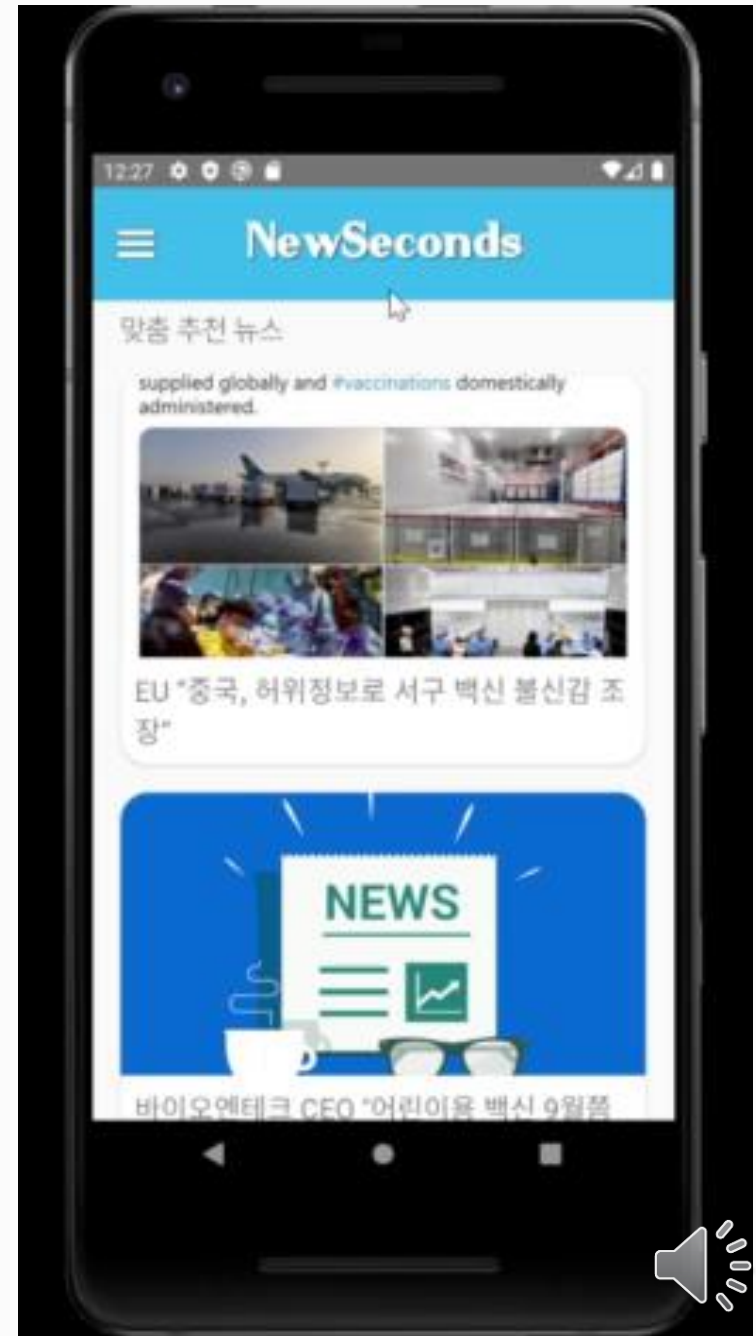 12:27
NewSeconds
맞춤 추천 뉴스
supplied globally and #vaccinations domestically
administered.
EU "중국, 허위정보로 서구 백신 불신감 조
장"
NEWS
바이오엔테크 CEO "어린이용 백신 9월쯤